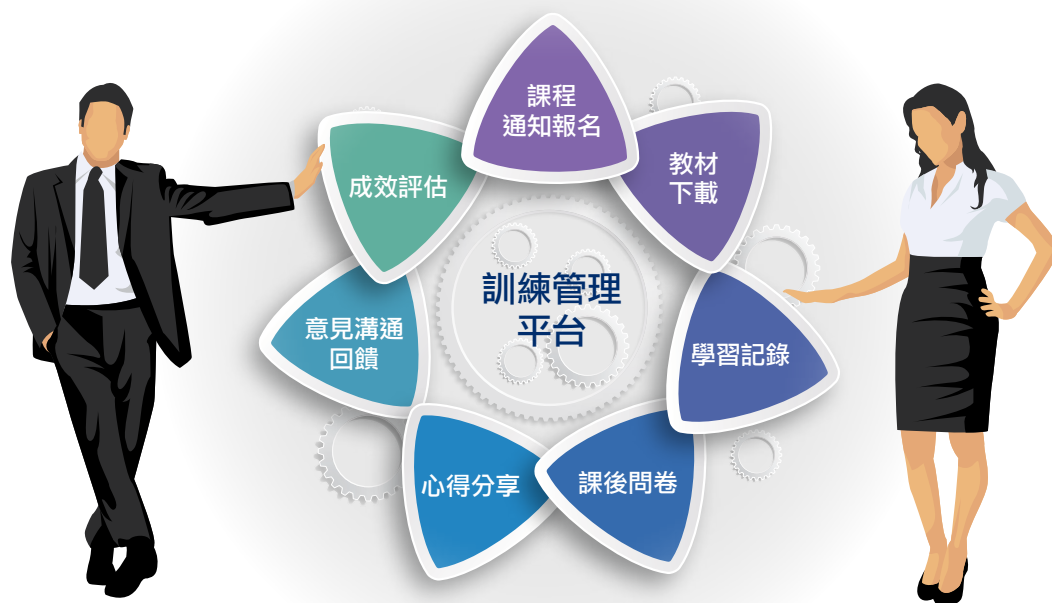 課程
通知報名
教材
下載
學習記錄
課後問卷
心得分享
意見溝通
回饋
成效評估
訓練管理
平台